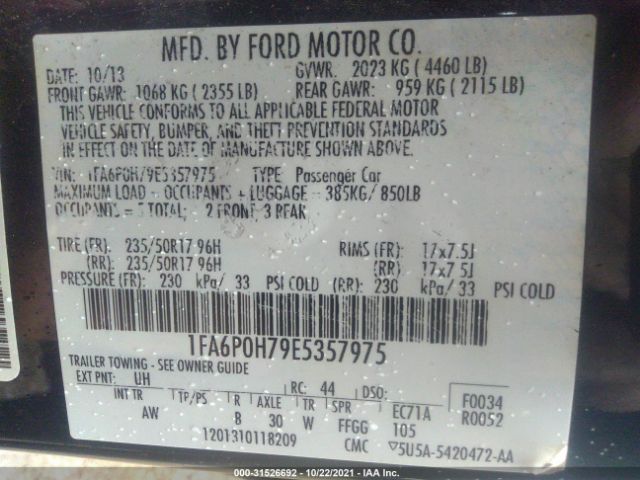 MFD. BY FORD MOTOR CO.
DATE: 10/13 GVWR: 2023 KG ( 4460 LB)
FRONT GAWR: 1068 KG ( 2355 LB) REAR GAWR: 959 KG ( 2115 LB)
THIS VEHICLE CONFORMS TO ALL APPLICABLE FEDERAL MOTOR
VEHICLE SAFETY, BUMPER, AND THEFT PREVENTION STANDARDS
IN EFFECT ON THE DATE OF MANUFACTURE SHOWN ABOVE.
VIN: 1FA6P0H79E5357975 TYPE: Passenger Car
MAXIMUM LOAD = OCCUPANTS + LUGGAGE = 385KG/ 850LB
OCCUPANTS = 5 TOTAL: 2 FRONT, 3 REAR
TIRE (FR): 235/50R17 96H RIMS (FR): 17x7.5J
(RR): 235/50R17 96H (RR) 17x7.5J
PRESSURE (FR): 230 kPa/ 33 PSI COLD (RR): 230 kPa/ 33 PSI COLD
1FA6P0H79E5357975
TRAILER TOWING - SEE OWNER GUIDE
EXT PNT: UH RC: 44 DSO: F0034
INT TR TP/PS R AXLE TR SPR EC71A R0052
AW B 30 W FFGG 105
1201310118209 CMC ▽5U5A-5420472-AA
000-31526692 - 10/22/2021 - IAA Inc.